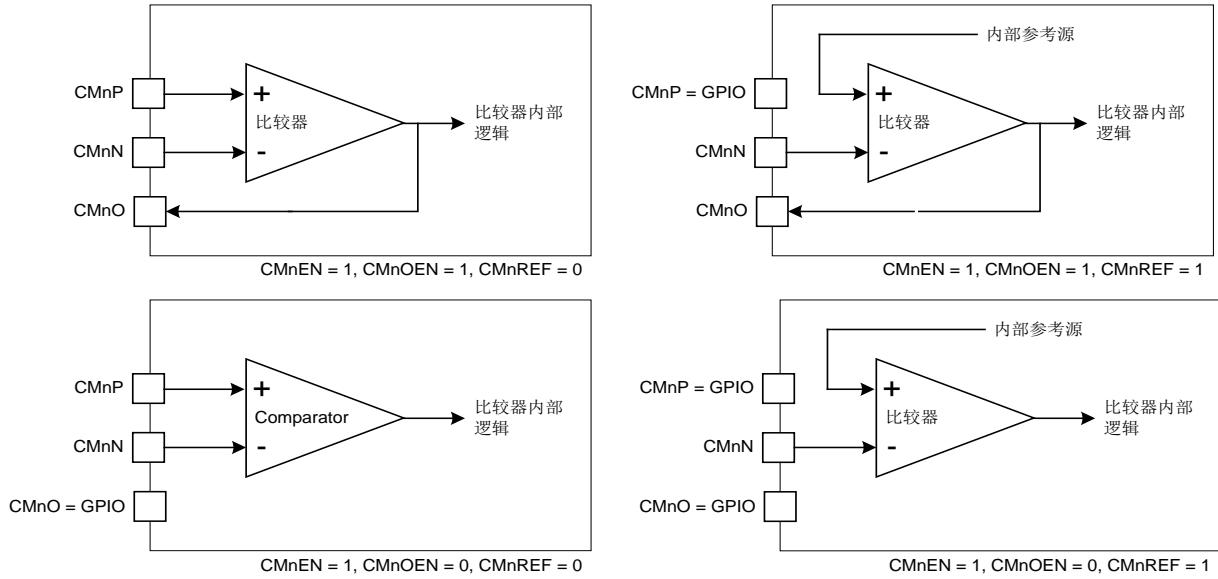 CMnP
CMnN
CMnO
+
比较器
-
比较器内部
逻辑
CMnEN = 1, CMnOEN = 1, CMnREF = 0
内部参考源
CMnP = GPIO
CMnN
CMnO
+
比较器
-
比较器内部
逻辑
CMnEN = 1, CMnOEN = 1, CMnREF = 1
CMnP
CMnN
CMnO = GPIO
+
Comparator
-
比较器内部
逻辑
CMnEN = 1, CMnOEN = 0, CMnREF = 0
内部参考源
CMnP = GPIO
CMnN
CMnO = GPIO
+
比较器
-
比较器内部
逻辑
CMnEN = 1, CMnOEN = 0, CMnREF = 1